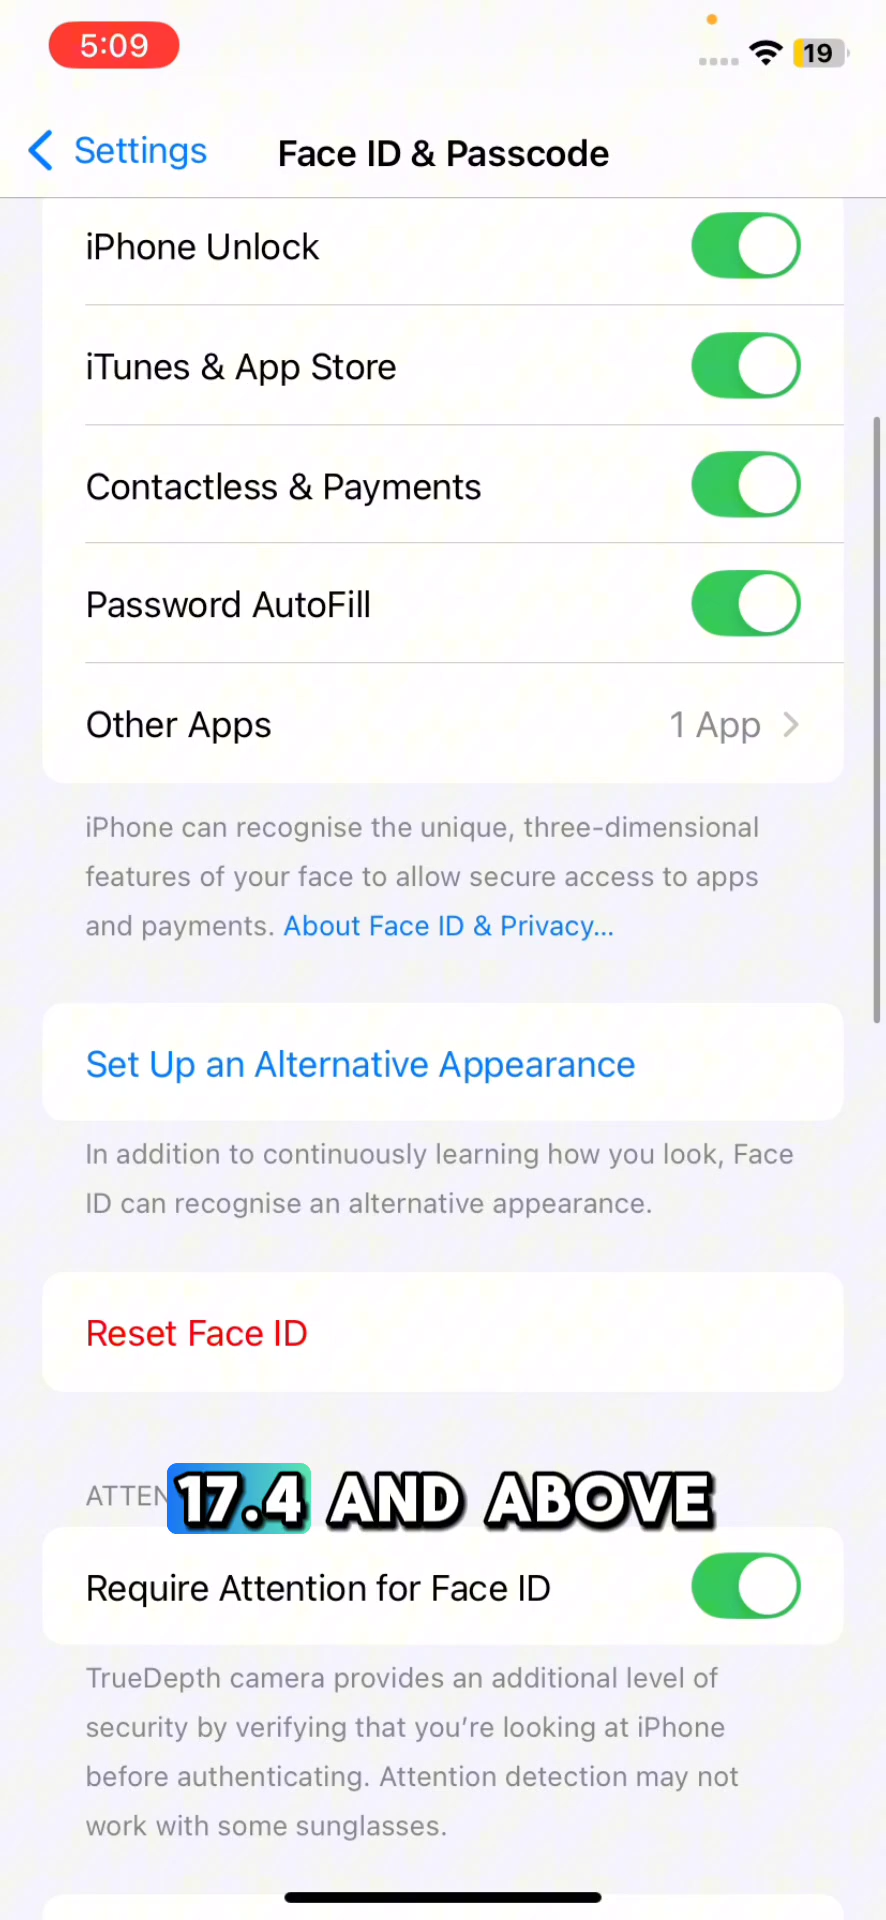 5:09
19
Settings
Face ID & Passcode
iPhone Unlock
iTunes & App Store
Contactless & Payments
Password AutoFill
Other Apps
1 App
iPhone can recognise the unique, three-dimensional
features of your face to allow secure access to apps
and payments. About Face ID & Privacy...
Set Up an Alternative Appearance
In addition to continuously learning how you look, Face
ID can recognise an alternative appearance.
Reset Face ID
ATTEN
17.4 AND ABOVE
Require Attention for Face ID
TrueDepth camera provides an additional level of
security by verifying that you're looking at iPhone
before authenticating. Attention detection may not
work with some sunglasses.